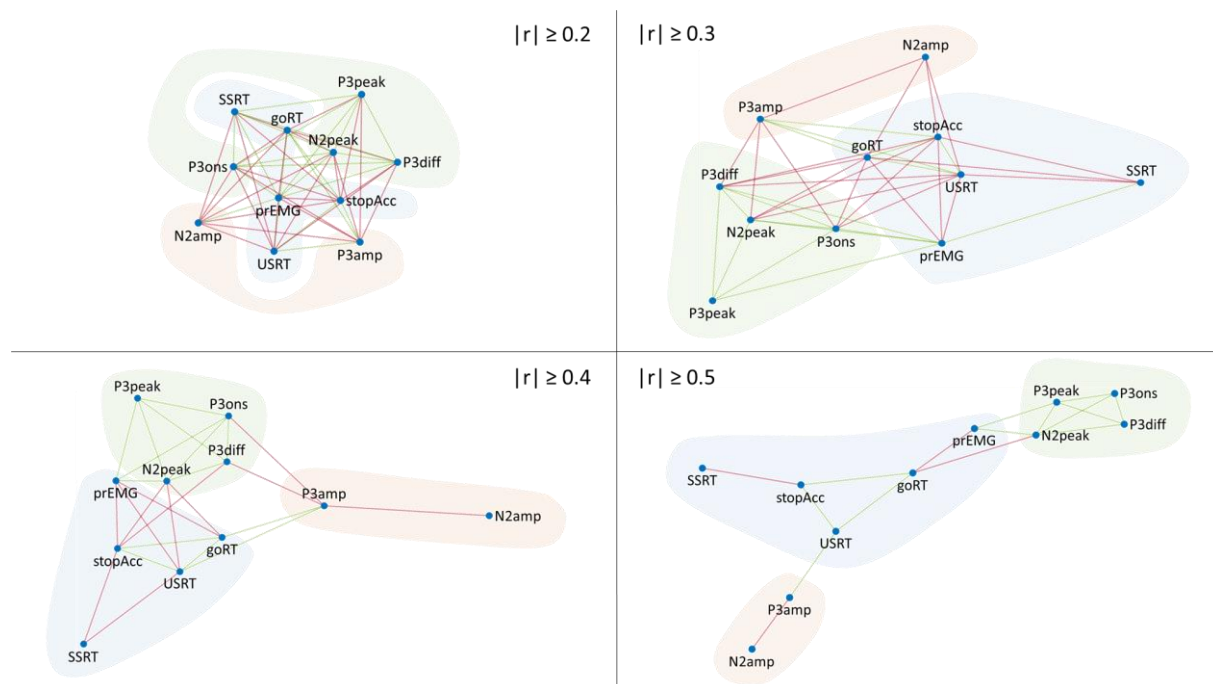 |r| ≥ 0.2
P3peak
SSRT
goRT
N2peak
P3ons
P3diff
prEMG
stopAcc
N2amp
USRT
P3amp
|r| ≥ 0.3
N2amp
P3amp
stopAcc
goRT
P3diff
SSRT
USRT
N2peak
P3ons
prEMG
P3peak
|r| ≥ 0.4
P3peak
P3ons
P3diff
N2peak
prEMG
P3amp
N2amp
goRT
stopAcc
USRT
SSRT
|r| ≥ 0.5
P3peak
P3ons
P3diff
N2peak
prEMG
SSRT
goRT
stopAcc
USRT
P3amp
N2amp